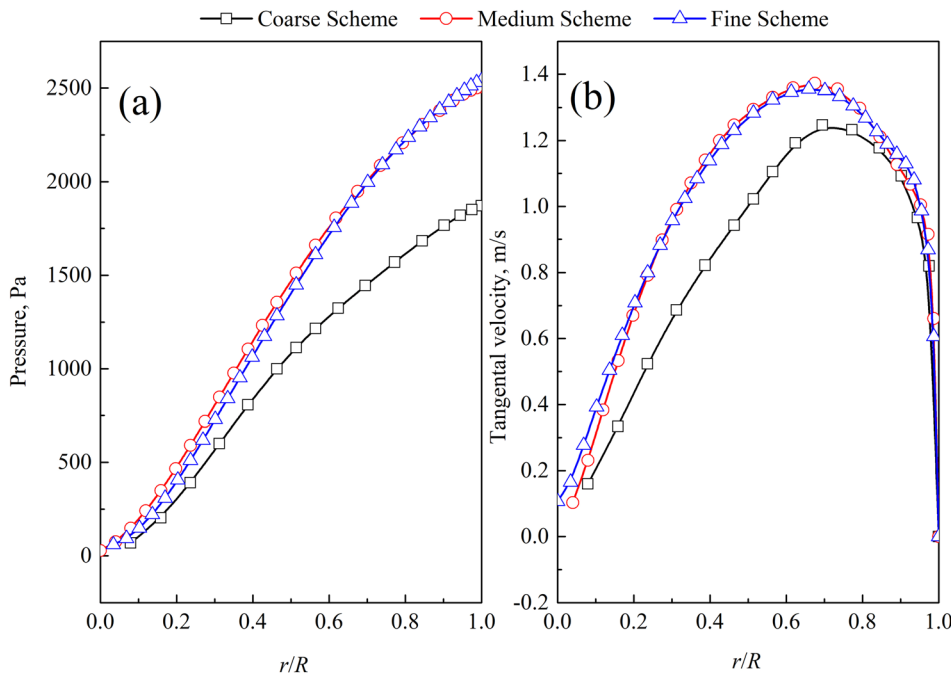 Coarse Scheme Medium Scheme Fine Scheme
(a)
Pressure, Pa
2500
2000
1500
1000
500
0
0.0 0.2 0.4 0.6 0.8 1.0
r/R
(b)
Tangental velocity, m/s
1.4
1.2
1.0
0.8
0.6
0.4
0.2
0.0
-0.2
0.0 0.2 0.4 0.6 0.8 1.0
r/R